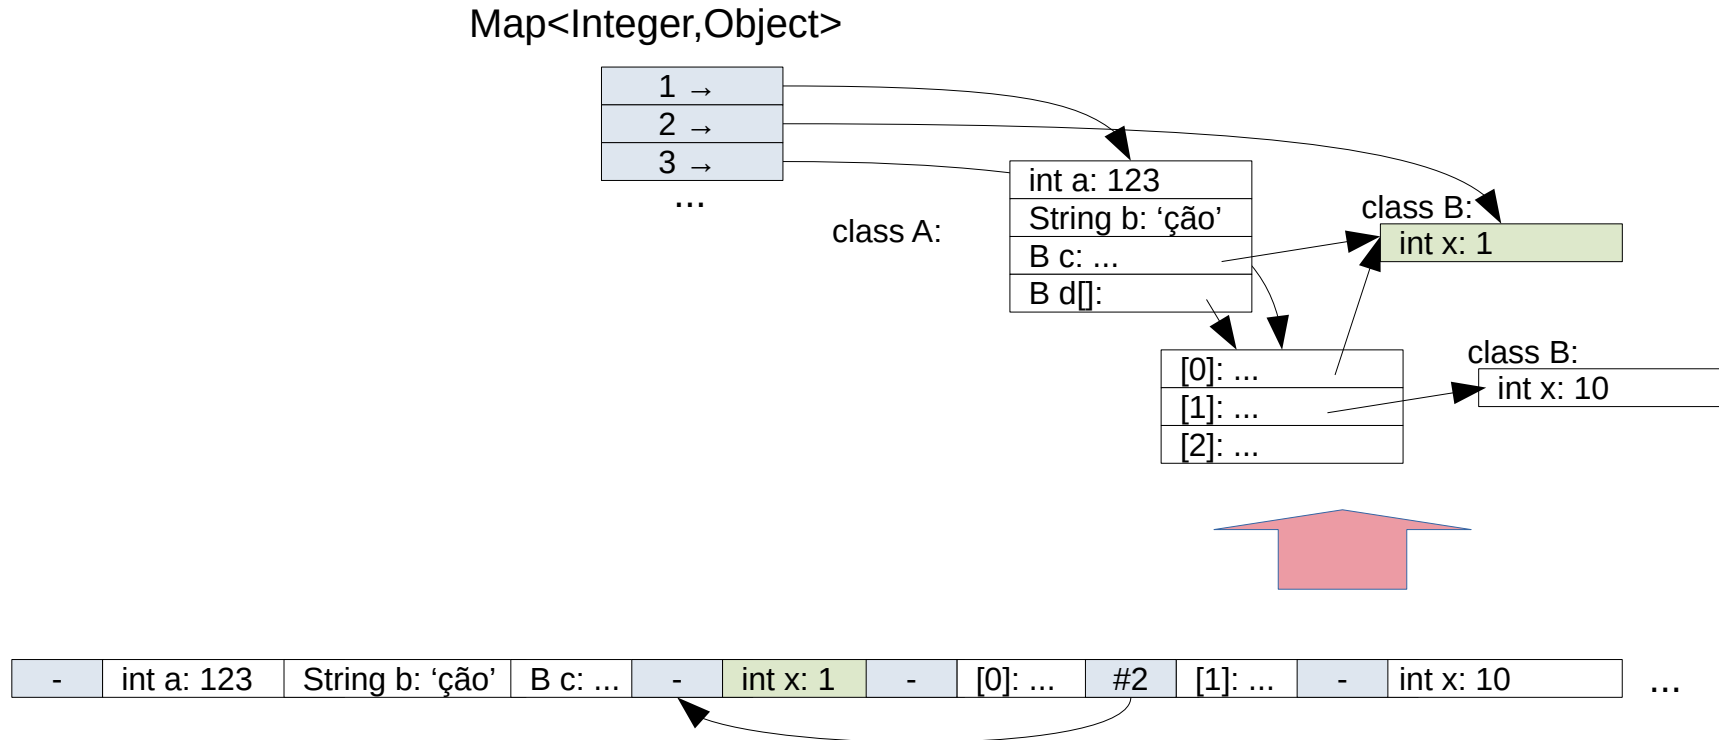 Map<Integer,Object>
1 →
2 →
3 →
...
class A:
int a: 123
String b: ‘ção’
B c: ...
B d[]:
class B:
int x: 1
[0]: ...
[1]: ...
[2]: ...
class B:
int x: 10
- int a: 123 String b: ‘ção’ B c: ... - int x: 1 - [0]: ... #2 [1]: ... - int x: 10 ...